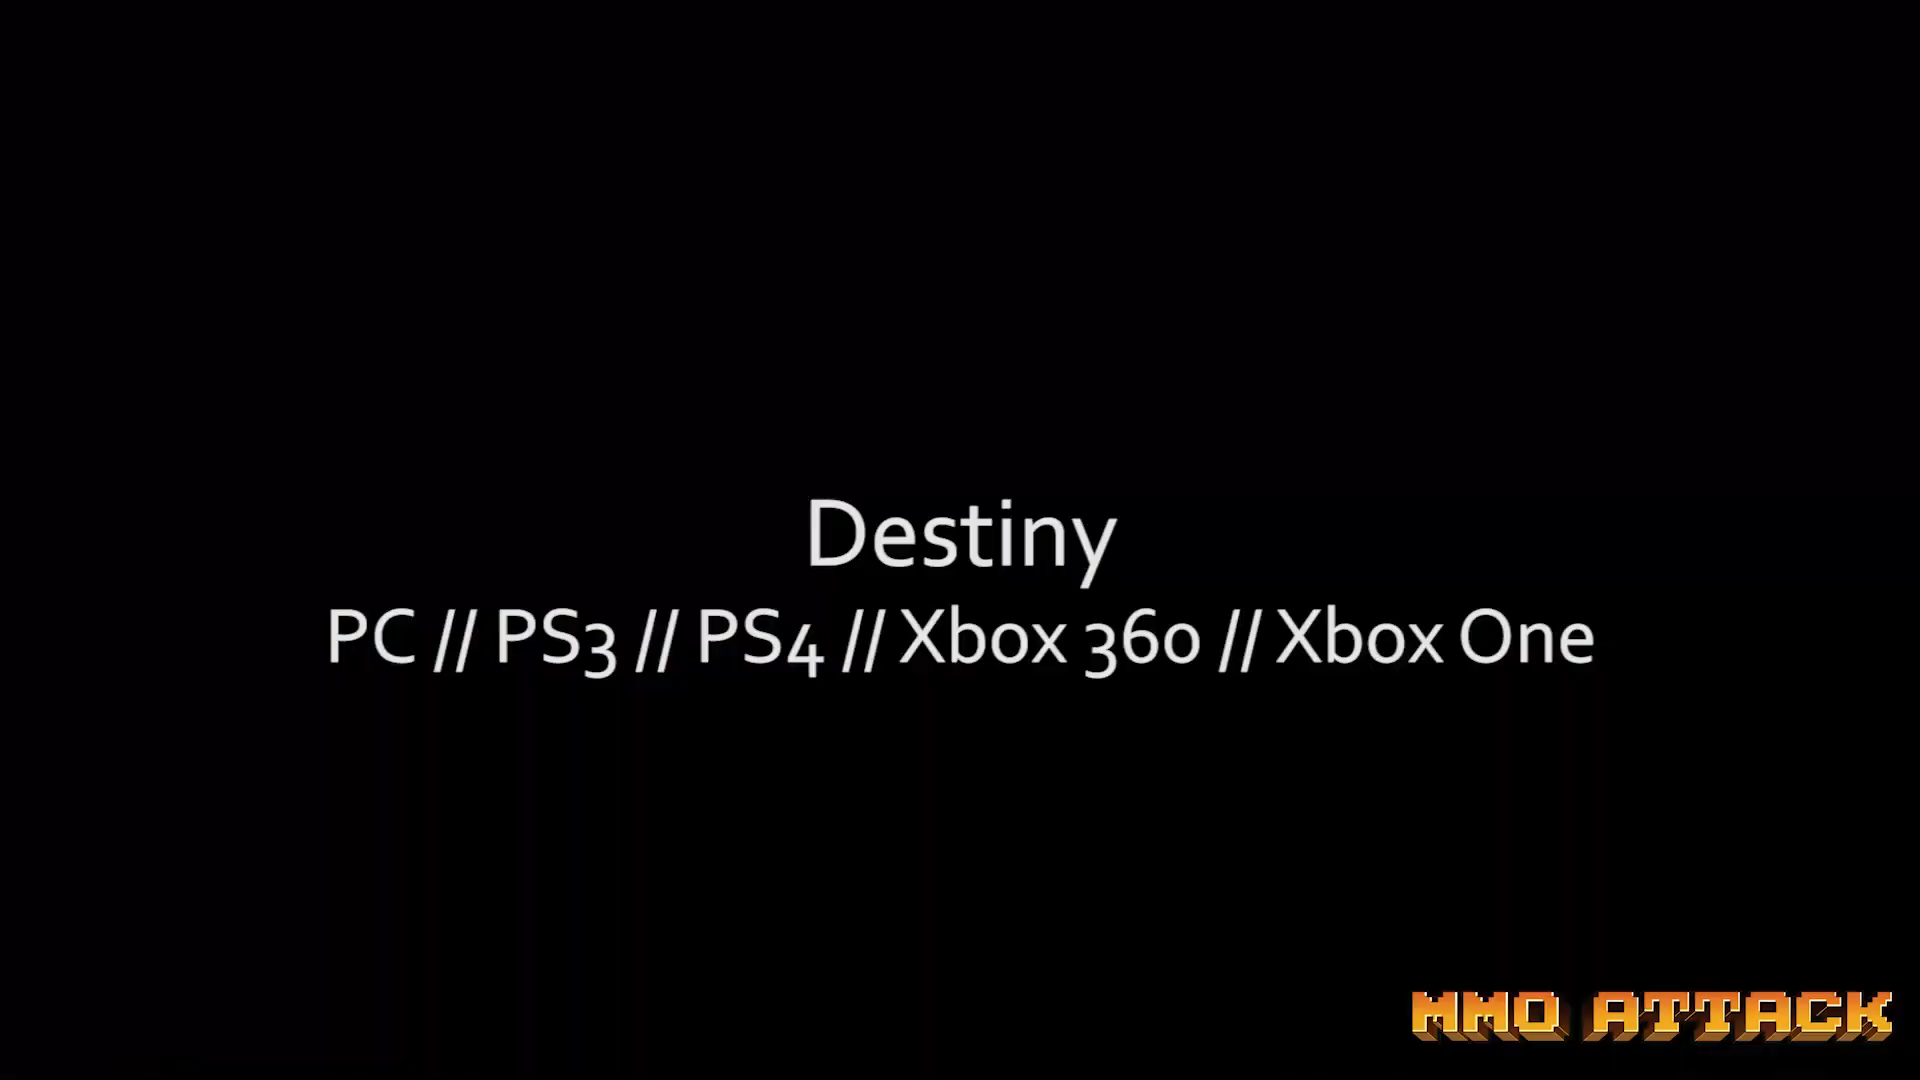 Destiny
PC // PS3 // PS4 // Xbox 360 // Xbox One
MMO ATTACK